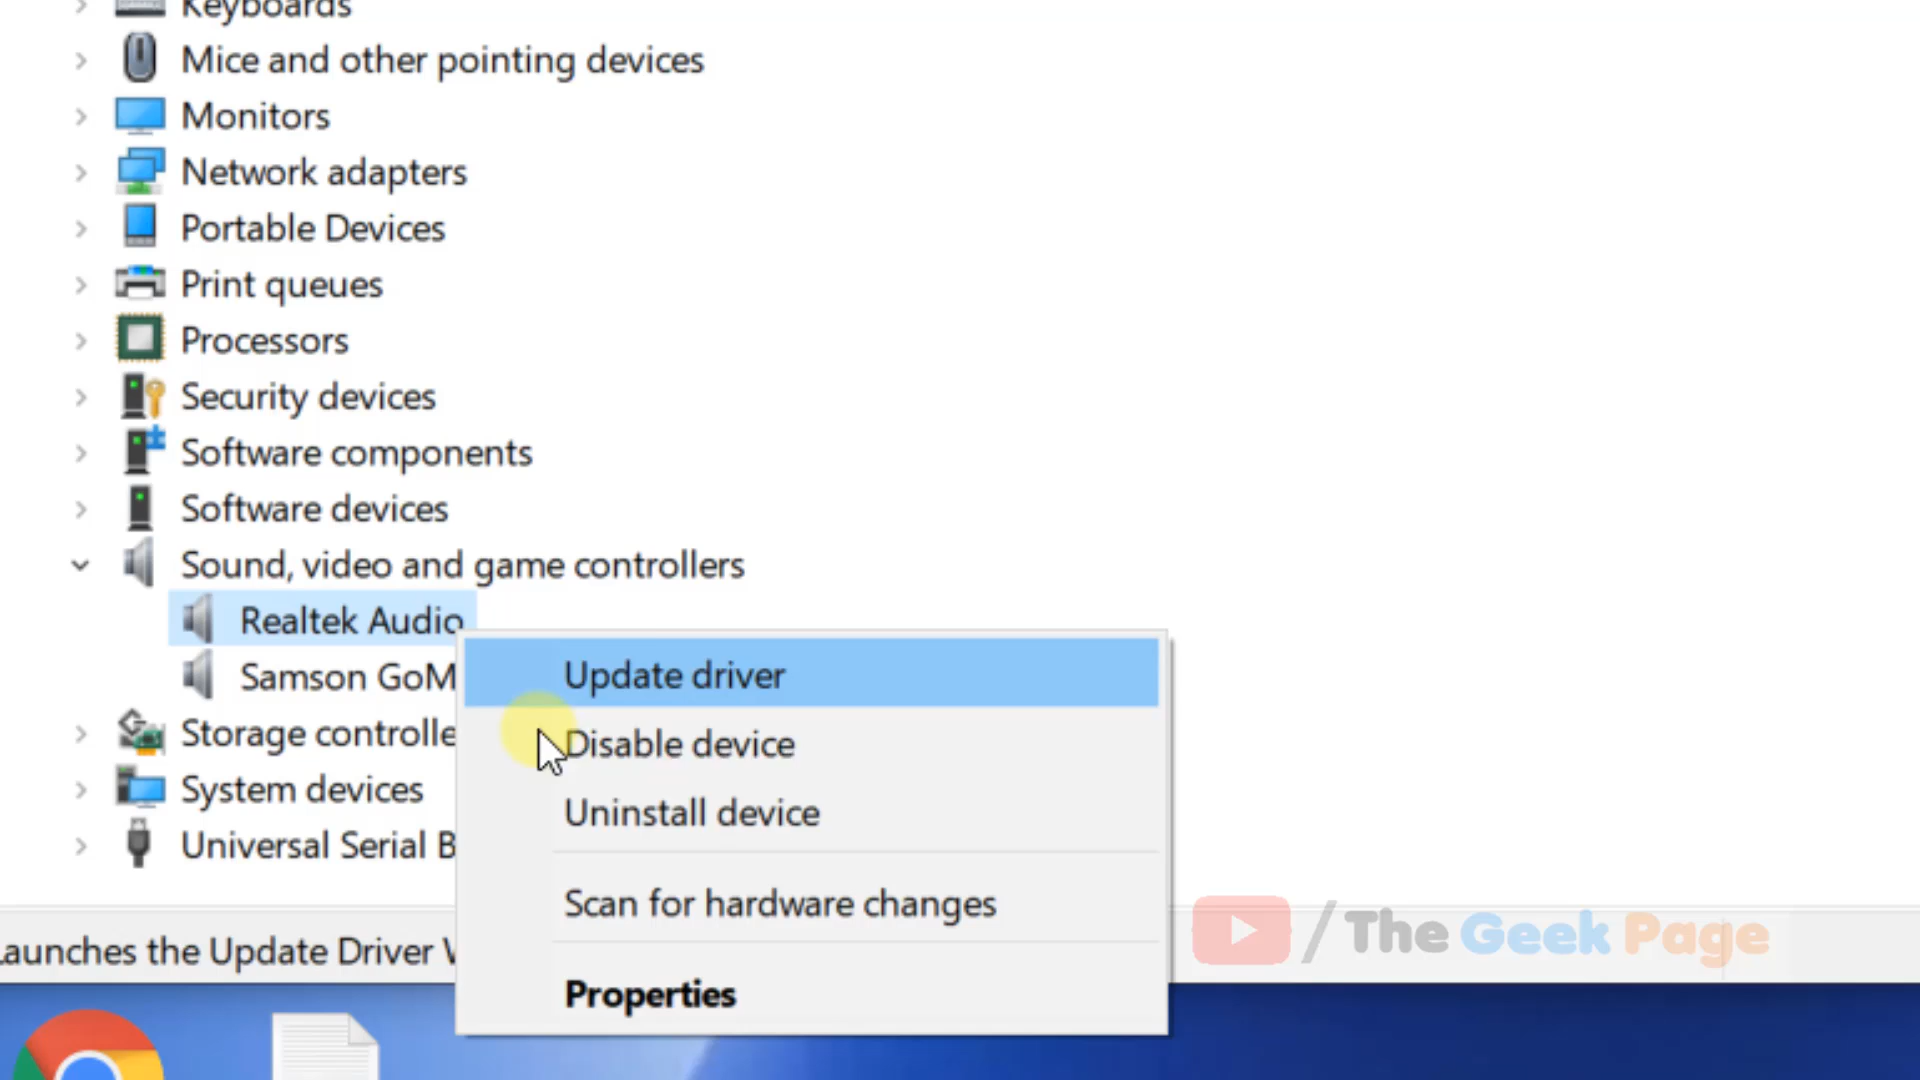 Keyboards
Mice and other pointing devices
Monitors
Network adapters
Portable Devices
Print queues
Processors
Security devices
Software components
Software devices
Sound, video and game controllers
Realtek Audio
Samson GoM
Storage controlle
System devices
Universal Serial B
Update driver
Disable device
Uninstall device
Scan for hardware changes
Properties
Launches the Update Driver W
/ The Geek Page